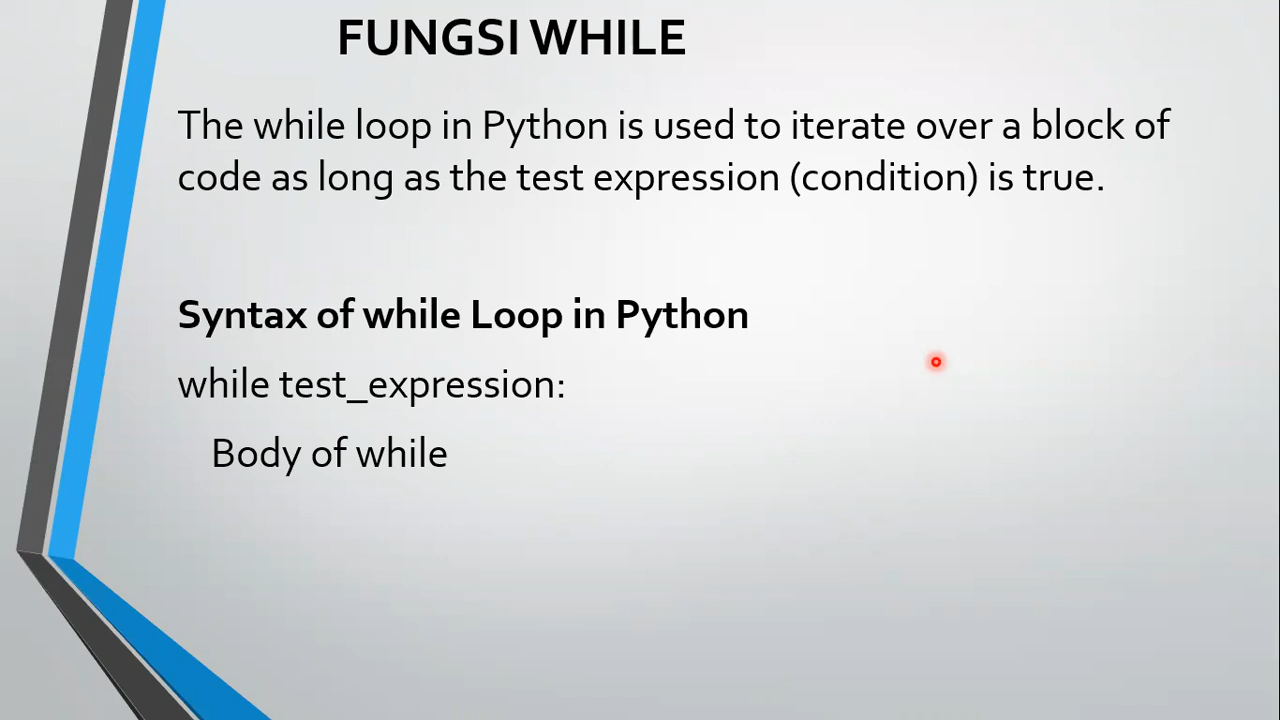 FUNGSI WHILE
The while loop in Python is used to iterate over a block of
code as long as the test expression (condition) is true.
Syntax of while Loop in Python
while test_expression:
Body of while